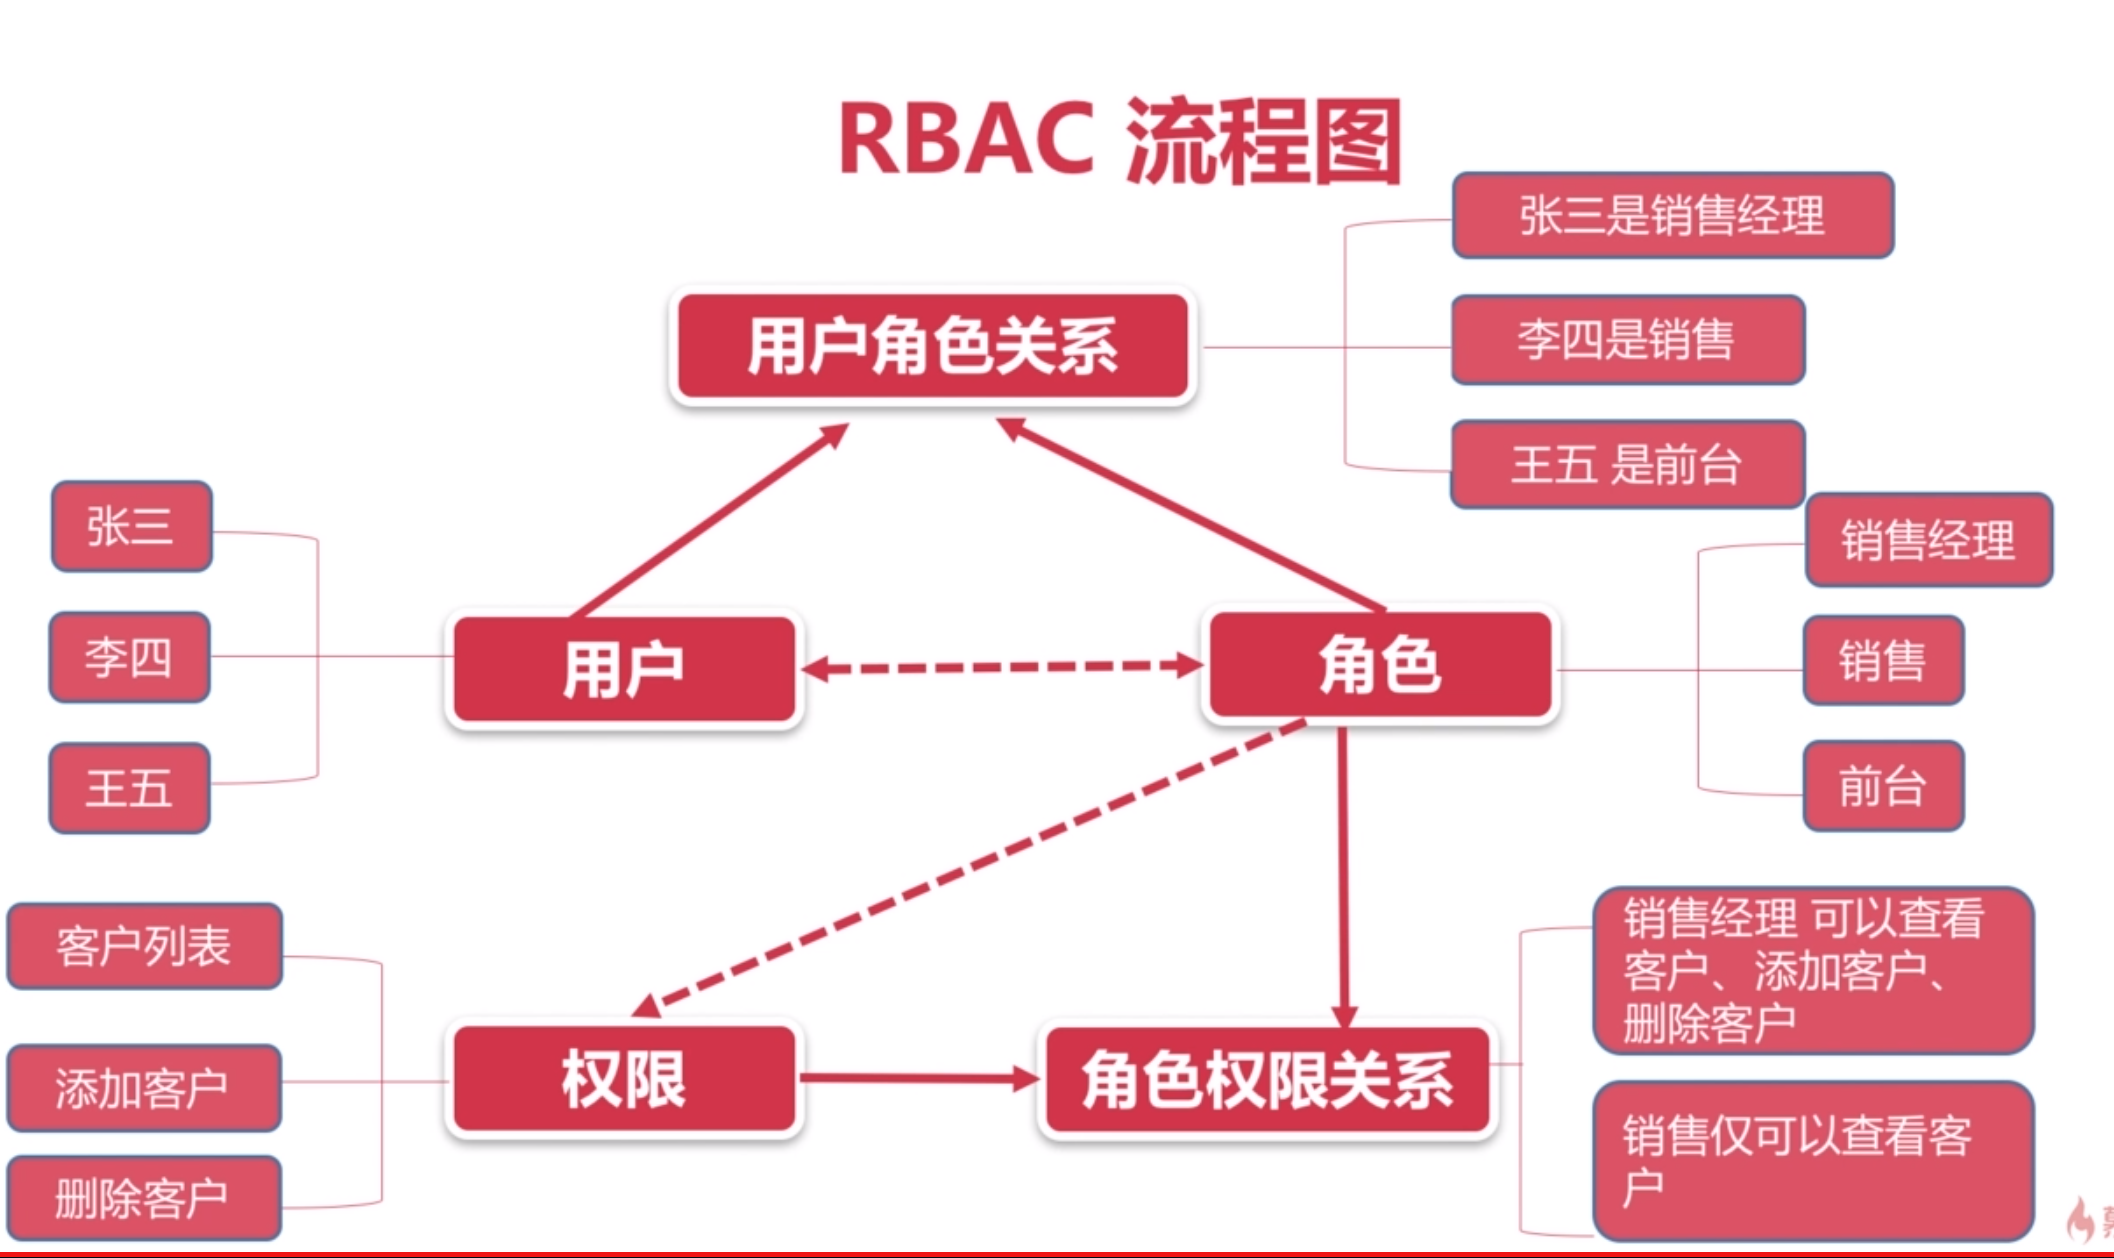 RBAC 流程图
张三是销售经理
用户角色关系
李四是销售
王五 是前台
张三
李四
王五
用户
角色
销售经理
销售
前台
客户列表
添加客户
删除客户
权限
角色权限关系
销售经理 可以查看
客户、添加客户、
删除客户
销售仅可以查看客
户